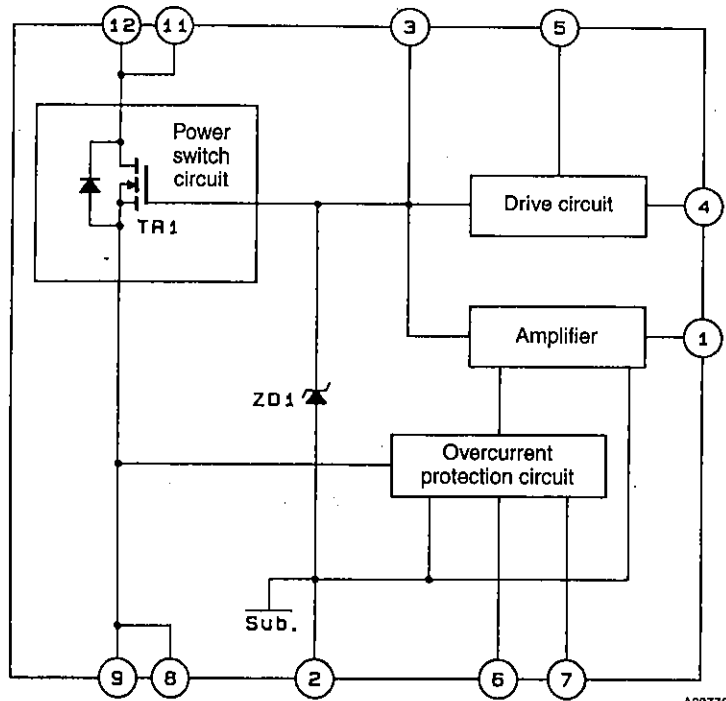 12 11 3 5
Power
switch
circuit
TR1
Drive circuit
4
Amplifier
1
ZD1
Overcurrent
protection circuit
Sub.
9 8 2 6 7